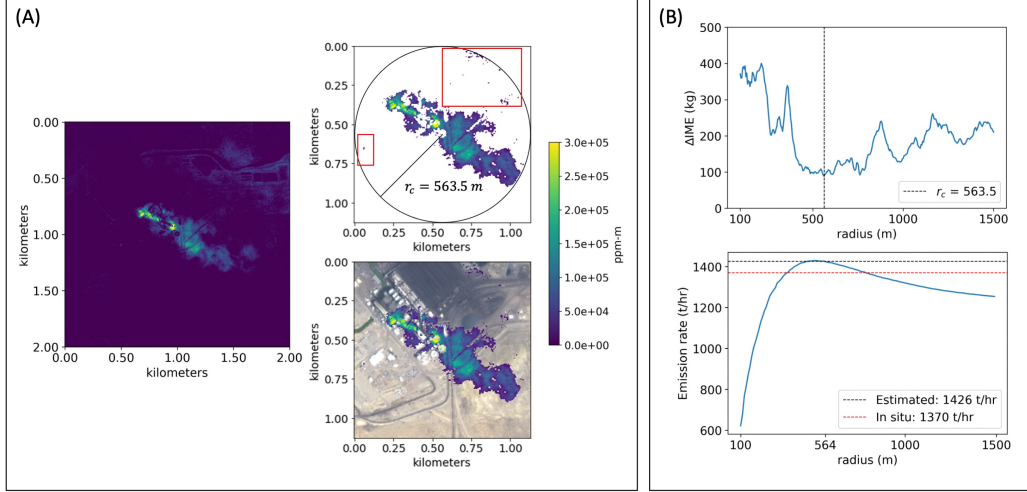 (A)
0.00
0.50
1.00
1.50
2.00
kilometers
0.00
0.50
1.00
1.50
2.00
kilometers
0.00
0.25
0.50
0.75
1.00
kilometers
r_c = 563.5 m
0.00
0.25
0.50
0.75
1.00
kilometers
0.00
0.25
0.50
0.75
1.00
kilometers
0.00
0.25
0.50
0.75
1.00
kilometers
3.0e+05
2.5e+05
2.0e+05
1.5e+05
1.0e+05
5.0e+04
0.0e+00
ppm-m
(B)
500
400
300
200
100
0
ΔIME (kg)
r_c = 563.5
100
500
1000
1500
radius (m)
1400
1200
1000
800
600
Emission rate (t/hr)
Estimated: 1426 t/hr
In situ: 1370 t/hr
100
564
1000
1500
radius (m)